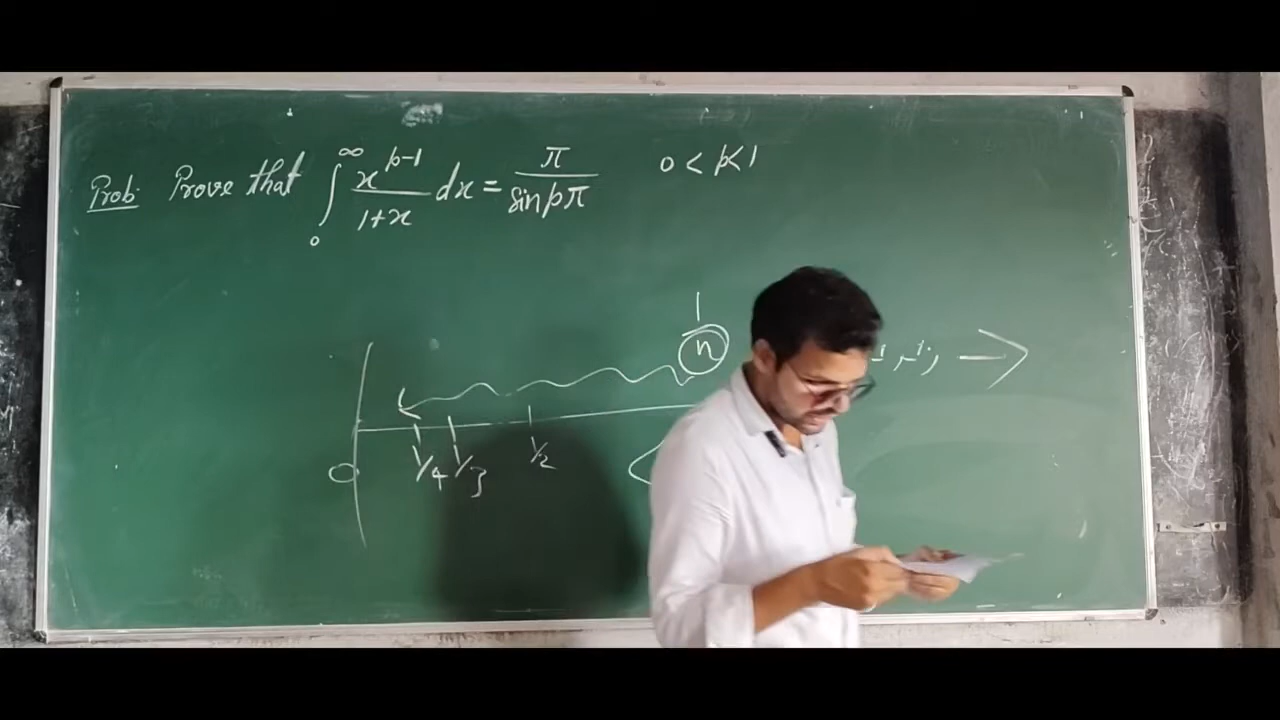 Prob: Prove that ∫₀^∞ x^(p-1)/(1+x) dx = π/(sin pπ) 0 < p < 1
1/n
1/4 1/3 1/2
0